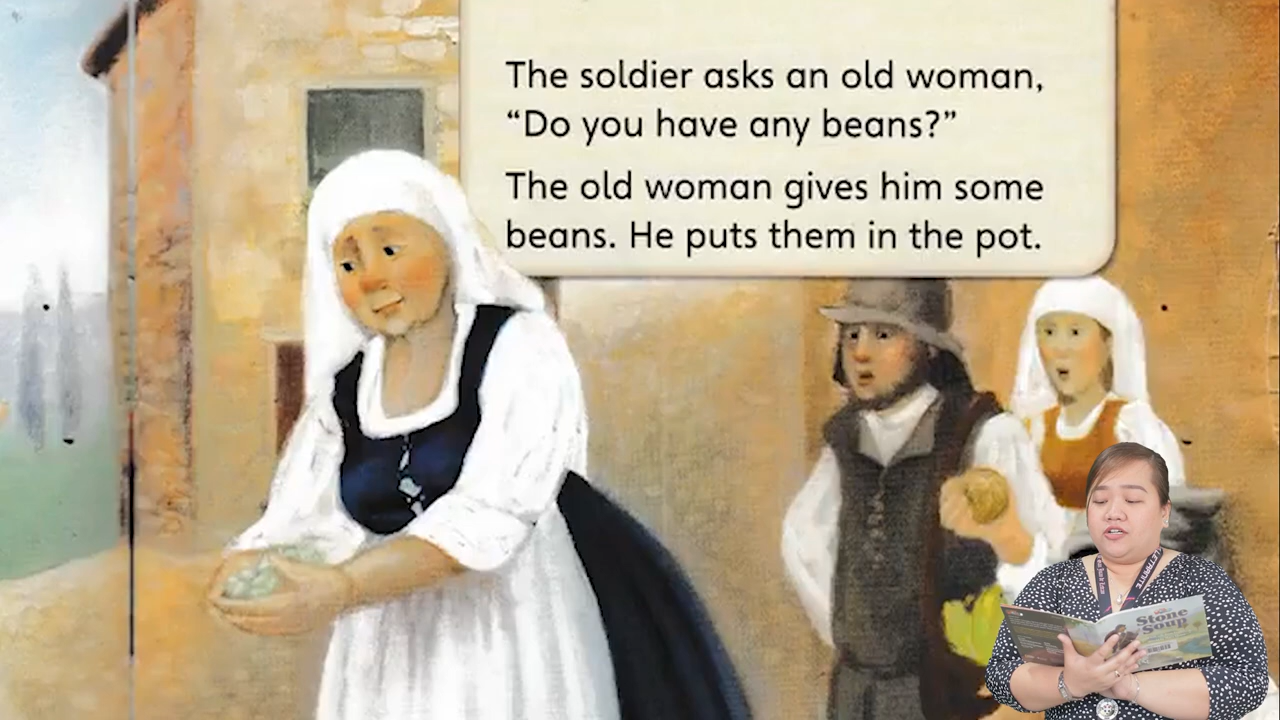 The soldier asks an old woman,
“Do you have any beans?”
The old woman gives him some
beans. He puts them in the pot.
Stone
Soup